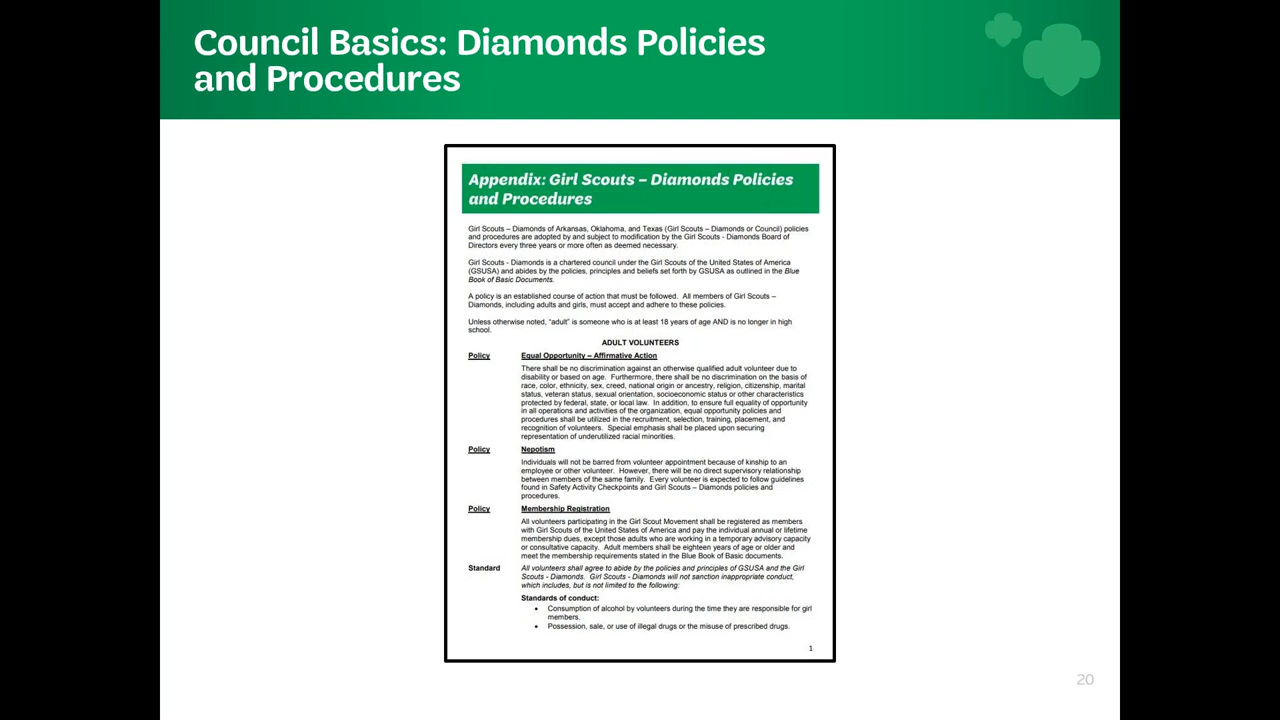 Council Basics: Diamonds Policies
and Procedures
Appendix: Girl Scouts – Diamonds Policies
and Procedures
Girl Scouts – Diamonds of Arkansas, Oklahoma, and Texas (Girl Scouts – Diamonds or Council) policies
and procedures are adopted by and subject to modification by the Girl Scouts - Diamonds Board of
Directors every three years or more often as deemed necessary.
Girl Scouts - Diamonds is a chartered council under the Girl Scouts of the United States of America
(GSUSA) and abides by the policies, principles and beliefs set forth by GSUSA as outlined in the Blue
Book of Basic Documents.
A policy is an established course of action that must be followed. All members of Girl Scouts –
Diamonds, including adults and girls, must accept and adhere to these policies.
Unless otherwise noted, “adult” is someone who is at least 18 years of age AND is no longer in high
school.
ADULT VOLUNTEERS
Policy Equal Opportunity – Affirmative Action
There shall be no discrimination against an otherwise qualified adult volunteer due to
disability or based on age. Furthermore, there shall be no discrimination on the basis of
race, color, ethnicity, sex, creed, national origin or ancestry, religion, citizenship, marital
status, veteran status, sexual orientation, socioeconomic status or other characteristics
protected by federal, state, or local law. In addition, to ensure full equality of opportunity
in all operations and activities of the organization, equal opportunity policies and
procedures shall be utilized in the recruitment, selection, training, placement, and
recognition of volunteers. Special emphasis shall be placed upon securing
representation of underutilized racial minorities.
Policy Nepotism
Individuals will not be barred from volunteer appointment because of kinship to an
employee or other volunteer. However, there will be no direct supervisory relationship
between members of the same family. Every volunteer is expected to follow guidelines
found in Safety Activity Checkpoints and Girl Scouts – Diamonds policies and
procedures.
Policy Membership Registration
All volunteers participating in the Girl Scout Movement shall be registered as members
with Girl Scouts of the United States of America and pay the individual annual or lifetime
membership dues, except those adults who are working in a temporary advisory capacity
or consultative capacity. Adult members shall be eighteen years of age or older and
meet the membership requirements stated in the Blue Book of Basic documents.
Standard All volunteers shall agree to abide by the policies and principles of GSUSA and the Girl
Scouts - Diamonds. Girl Scouts - Diamonds will not sanction inappropriate conduct,
which includes, but is not limited to the following:
Standards of conduct:
• Consumption of alcohol by volunteers during the time they are responsible for girl
members.
• Possession, sale, or use of illegal drugs or the misuse of prescribed drugs.
1
20